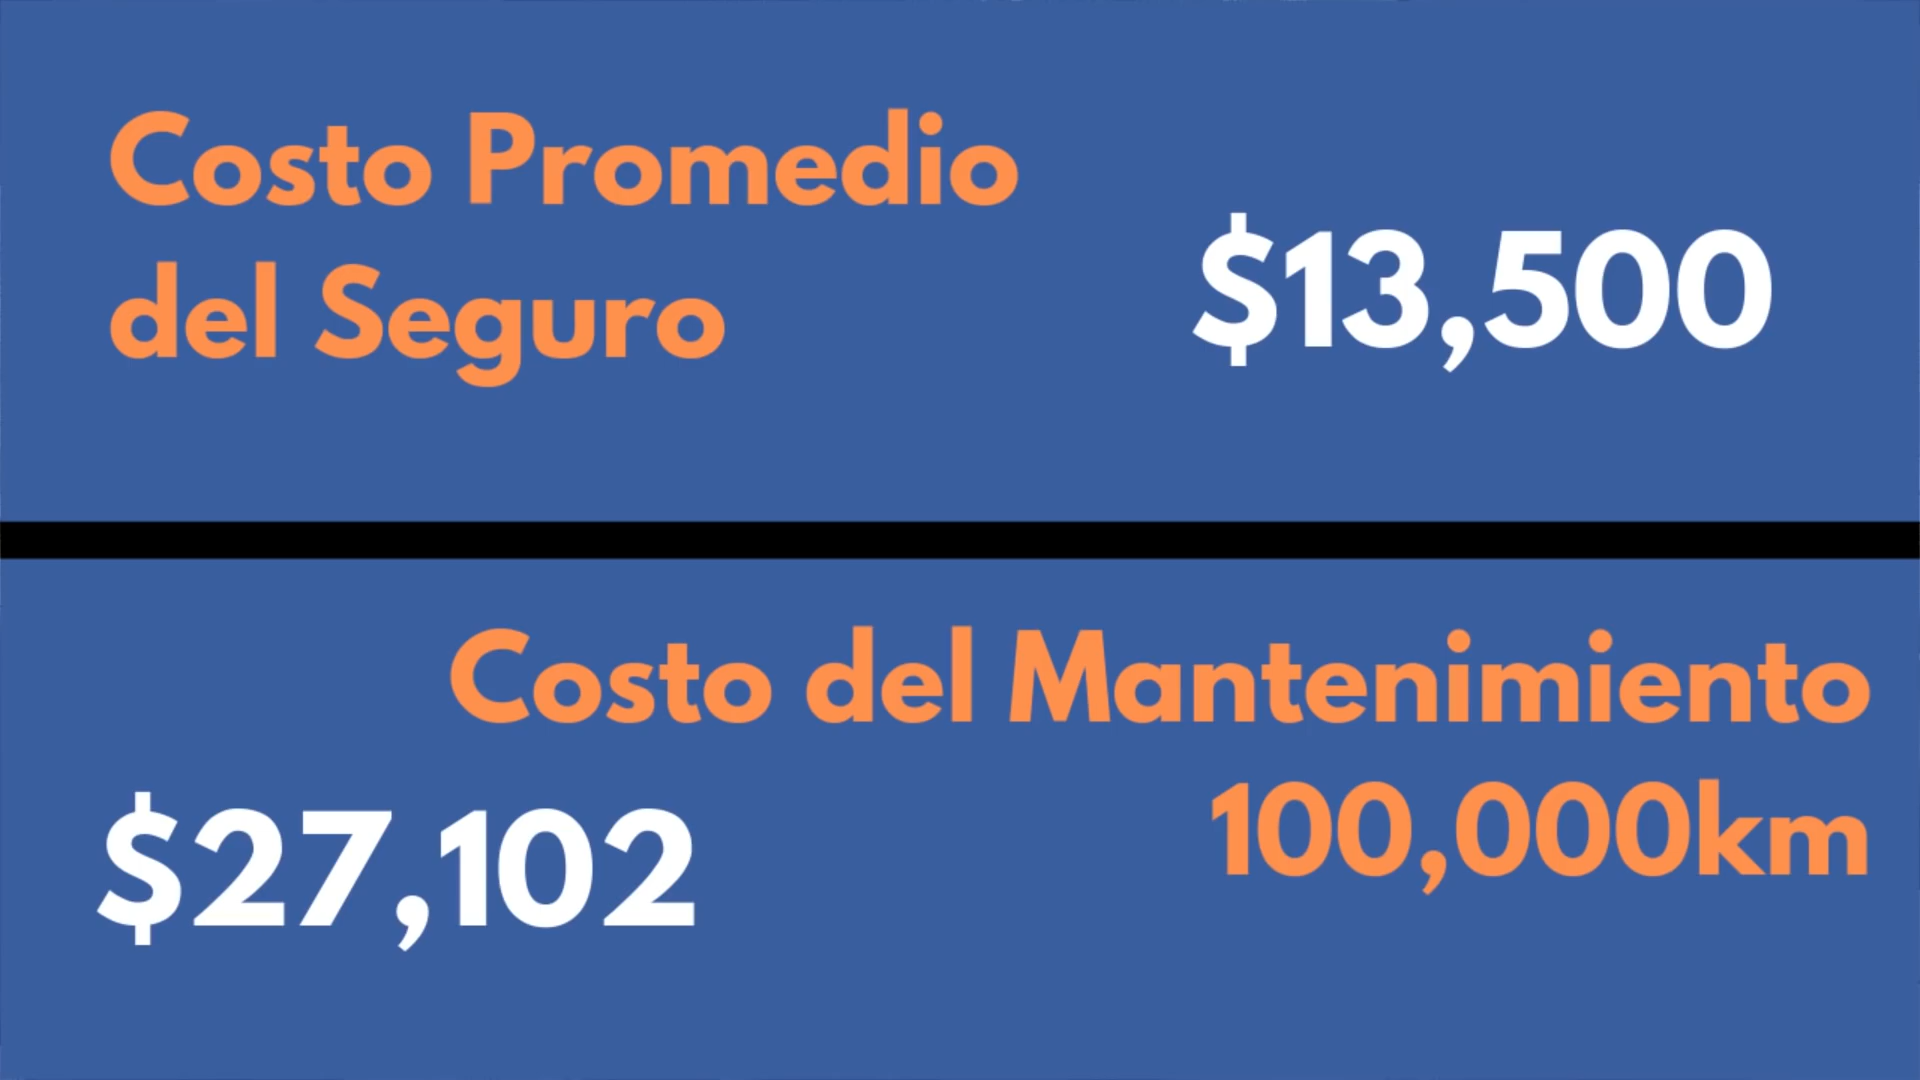 Costo Promedio
del Seguro
$13,500
Costo del Mantenimiento
100,000km
$27,102